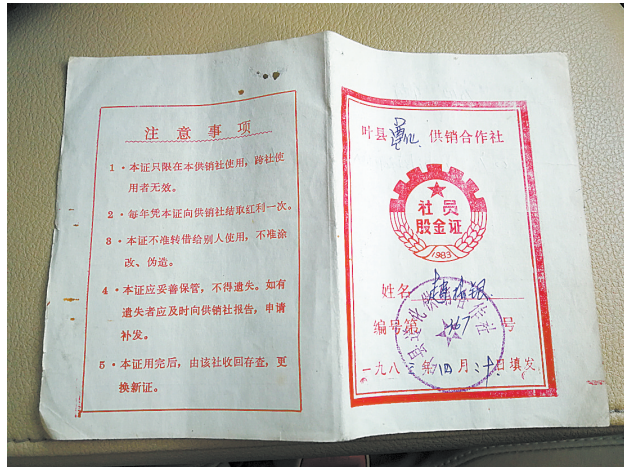 注意事项
1·本证只限在本供销社使用,跨社使
用者无效。
2·每年凭本证向供销社结取红利一次。
3·本证不准转借给别人使用,不准涂
改、伪造。
4·本证应妥善保管,不得遗失。如有
遗失者应及时向供销社报告,申请
补发。
5·本证用完后,由该社收回存查,更
换新证。
叶县 供销合作社
社员
股金证
1983
姓名
编号第 号
一九八 年 四月二十日填发